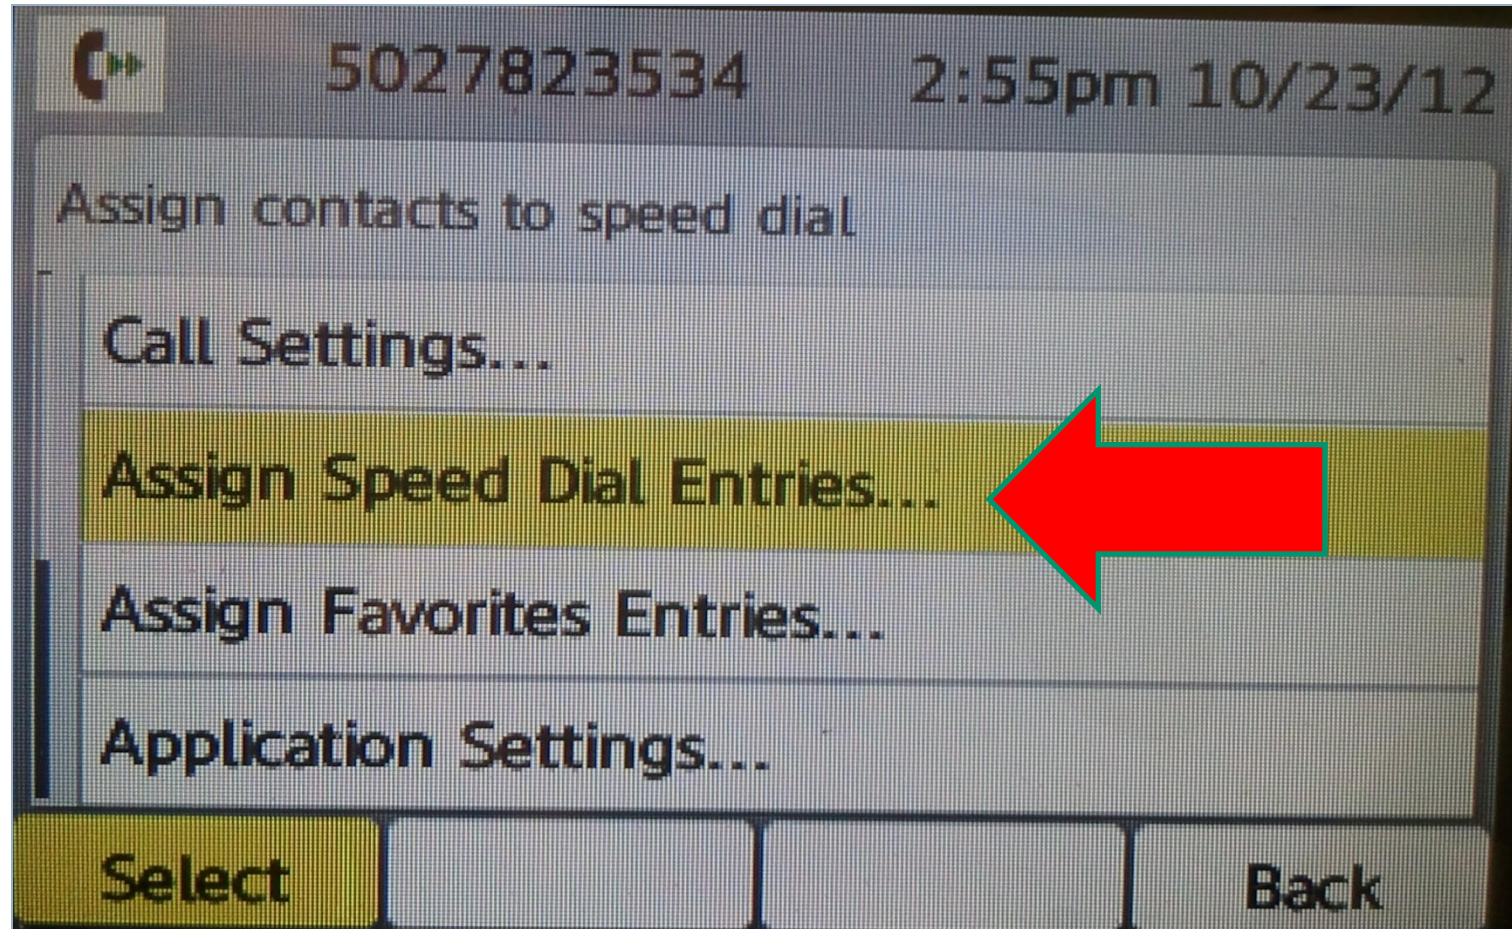 5027823534 2:55pm 10/23/12
Assign contacts to speed dial
Call Settings...
Assign Speed Dial Entries...
Assign Favorites Entries...
Application Settings...
Select Back